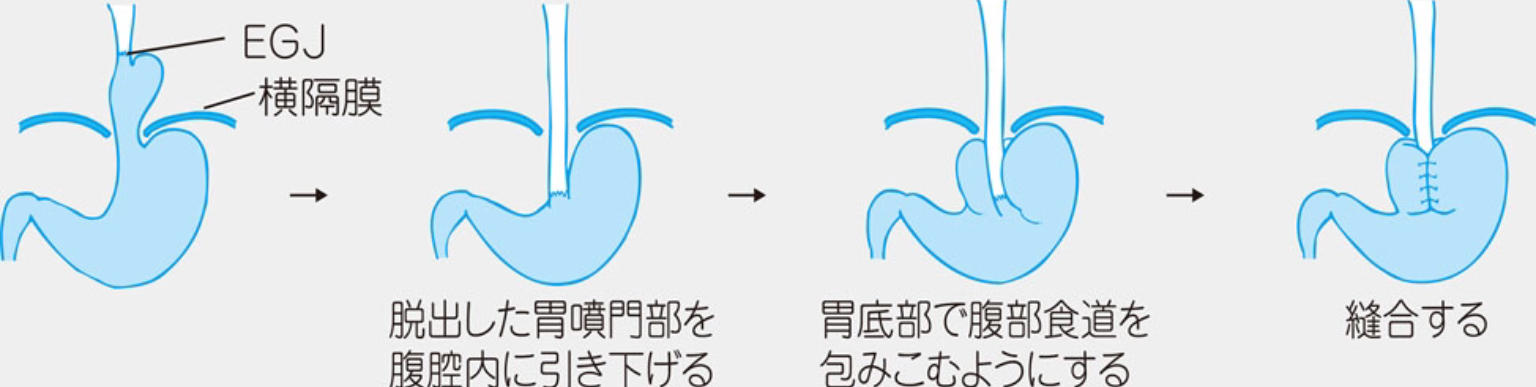 EGJ
横隔膜
脱出した胃噴門部を
腹腔内に引き下げる
胃底部で腹部食道を
包みこむようにする
縫合する